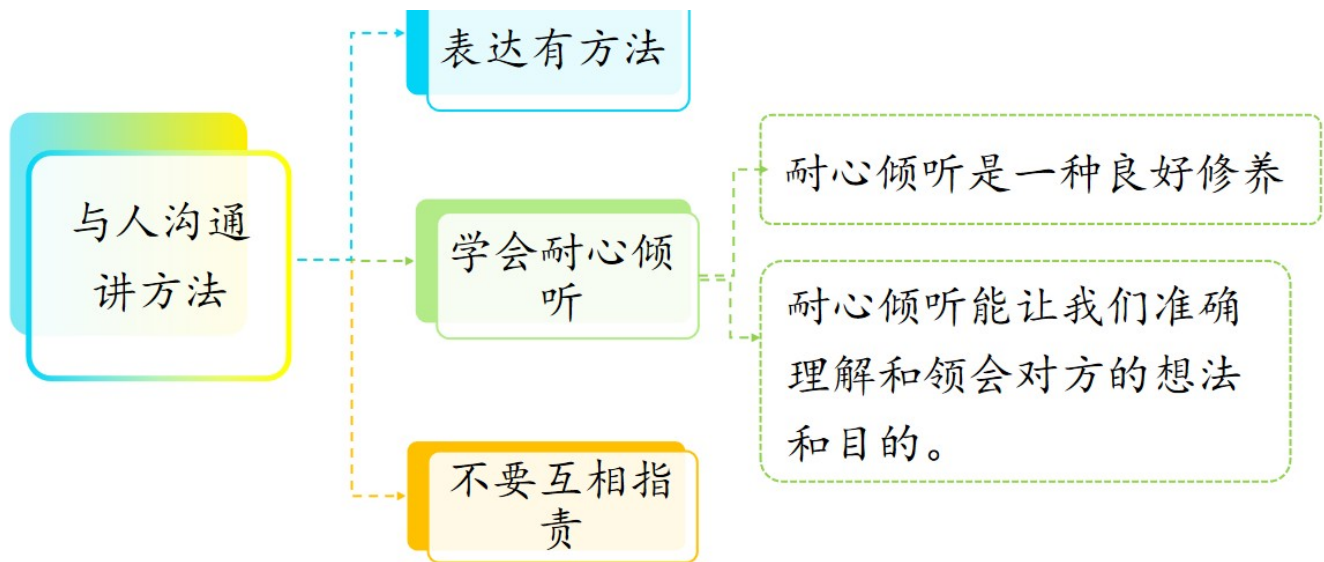 表达有方法
与人沟通
讲方法
学会耐心倾
听
耐心倾听是一种良好修养
耐心倾听能让我们准确
理解和领会对方的想法
和目的。
不要互相指
责